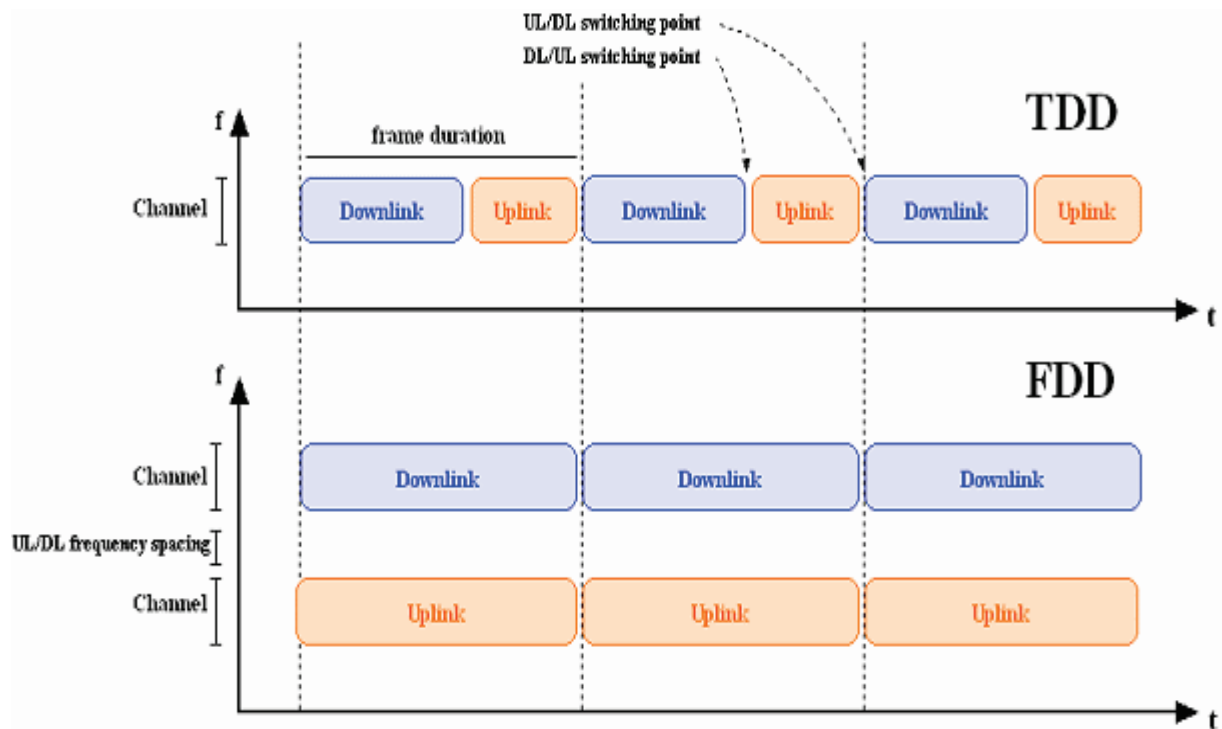 UL/DL switching point
DL/UL switching point
TDD
f
frame duration
Channel
Downlink
Uplink
Downlink
Uplink
Downlink
Uplink
t
FDD
f
Channel
Downlink
Downlink
Downlink
UL/DL frequency spacing
Channel
Uplink
Uplink
Uplink
t